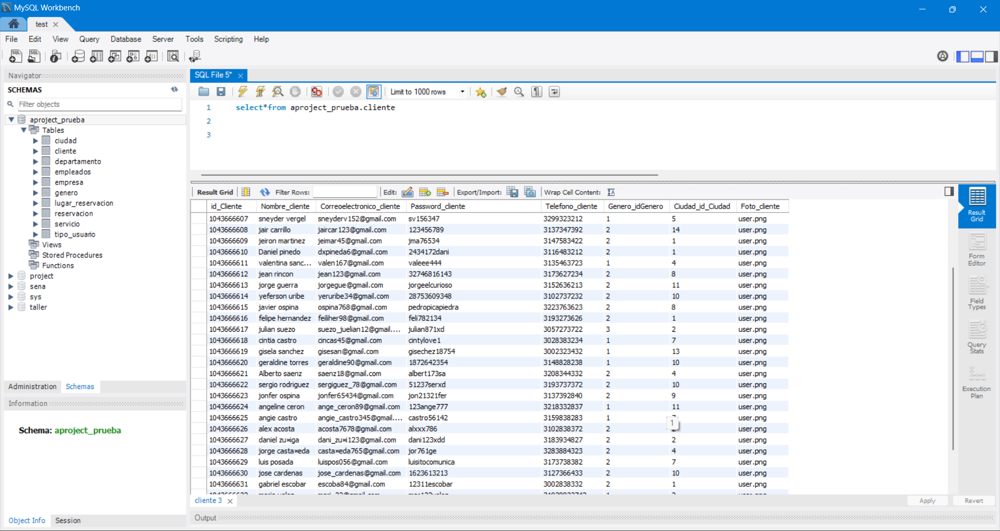 MySQL Workbench
test
File Edit View Query Database Server Tools Scripting Help
Navigator
SCHEMAS
Filter objects
aproject_prueba
Tables
ciudad
cliente
departamento
empleados
empresa
genero
lugar_reservacion
reservacion
servicio
tipo_usuario
Views
Stored Procedures
Functions
project
sena
sys
taller
Administration Schemas
Information
Schema: aproject_prueba
Object Info Session
SQL File 5*
Limit to 1000 rows
1 select*from aproject_prueba.cliente
2
3
Result Grid Filter Rows: Edit: Export/Import: Wrap Cell Content:
id_Cliente Nombre_cliente Correoelectronico_cliente Password_cliente Telefono_cliente Genero_idGenero Ciudad_id_Ciudad Foto_cliente
1043666607 sneyder vergel sneyderv152@gmail.com sv156347 3299323212 1 5 user.png
1043666608 jair carrillo jaircar123@gmail.com 123456789 3137347392 2 14 user.png
1043666609 jeiron martinez jeimar45@gmail.com jma76534 3147583422 2 1 user.png
1043666610 Daniel pinedo dxpineda6@gmail.com 2434172dani 3116483212 2 1 user.png
1043666611 valentina sanc... valen167@gmail.com valeee444 3135463723 1 4 user.png
1043666612 jean rincon jean123@gmail.com 32746816143 3173627234 2 8 user.png
1043666613 jorge guerra jorgegue@gmail.com jorgeelcurioso 3152636213 2 11 user.png
1043666614 yeferson uribe yeruribe34@gmail.com 28753609348 3102737232 2 10 user.png
1043666615 javier ospina ospina768@gmail.com pedropicapiedra 3223763623 2 8 user.png
1043666616 felipe hernandez feiliher98@gmail.com feli782134 3193273626 2 1 user.png
1043666617 julian suezo suezo_juelian12@gmail.... julian871xd 3057273722 3 2 user.png
1043666618 cintia castro cincas45@gmail.com cintylove1 3028383234 1 7 user.png
1043666619 gisela sanchez gisesan@gmail.com gisechez18754 3002323432 1 13 user.png
1043666620 geraldine torres geraldine90@gmail.com 1872642354 3148828238 1 10 user.png
1043666621 Alberto saenz saenz18@gmail.com albert173sa 3208344332 2 4 user.png
1043666622 sergio rodriguez sergiguez_78@gmail.com 51237serxd 3193737372 2 10 user.png
1043666623 jonfer ospina jonfer65434@gmail.com jon21321fer 3137392840 2 9 user.png
1043666624 angeline ceron ange_ceron89@gmail.com 123ange777 3218332837 1 11 user.png
1043666625 angie castro angie_castro345@gmail.... castro56142 3159838283 1 user.png
1043666626 alex acosta acosta7678@gmail.com alxxx786 3102838372 2 user.png
1
1043666627 daniel zu¤iga dani_zu¤i123@gmail.com dani123xdd 3183934827 2 2 user.png
1043666628 jorge casta¤eda casta¤eda765@gmail.com jor761ge 3283884323 2 4 user.png
1043666629 luis posada luispos056@gmail.com luisitocomunica 3173738382 2 7 user.png
1043666630 jose cardenas jose_cardenas@gmail.com 1623613213 3127366433 2 10 user.png
1043666631 gabriel escobar escoba84@gmail.com 12311escobar 3002838332 2 1 user.png
Result Grid
Form Editor
Field Types
Query Stats
Execution Plan
cliente 3
Apply Revert
Output